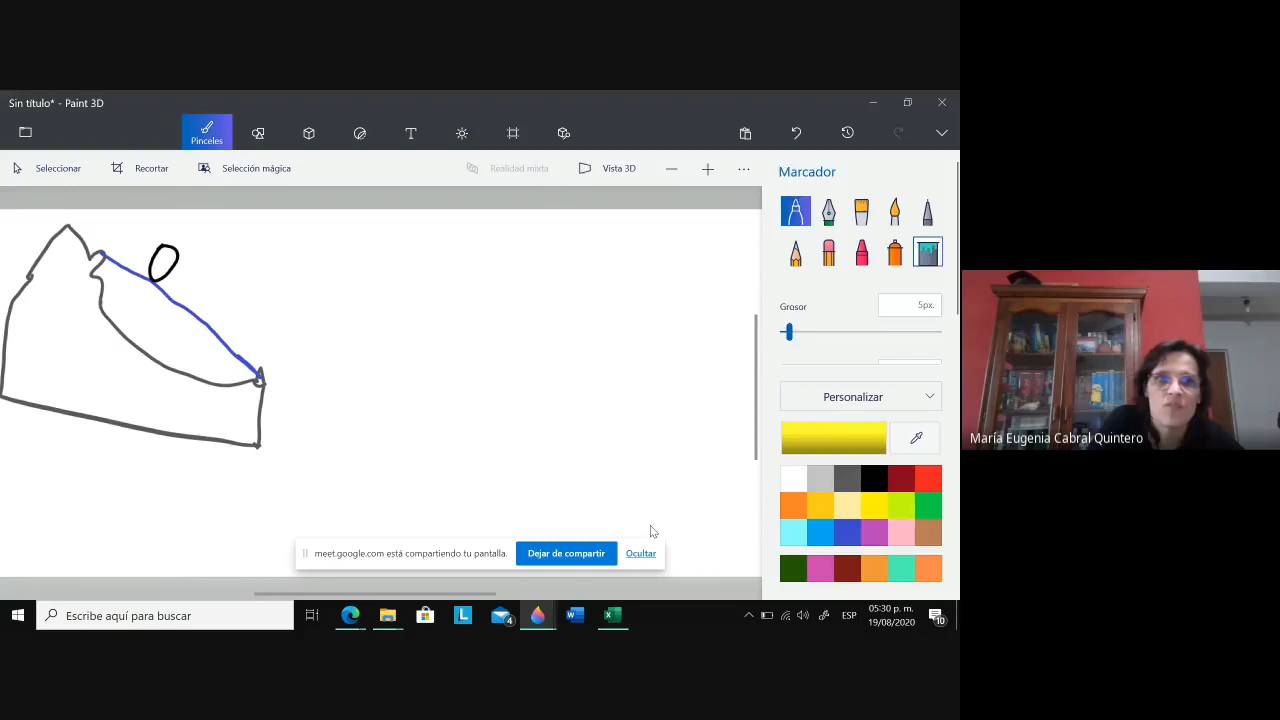 Sin título* - Paint 3D
Pinceles
Seleccionar
Recortar
Selección mágica
Realidad mixta
Vista 3D
Marcador
Grosor
5px.
Personalizar
María Eugenia Cabral Quintero
meet.google.com está compartiendo tu pantalla.
Dejar de compartir
Ocultar
Escribe aquí para buscar
4
ESP
05:30 p. m.
19/08/2020
10